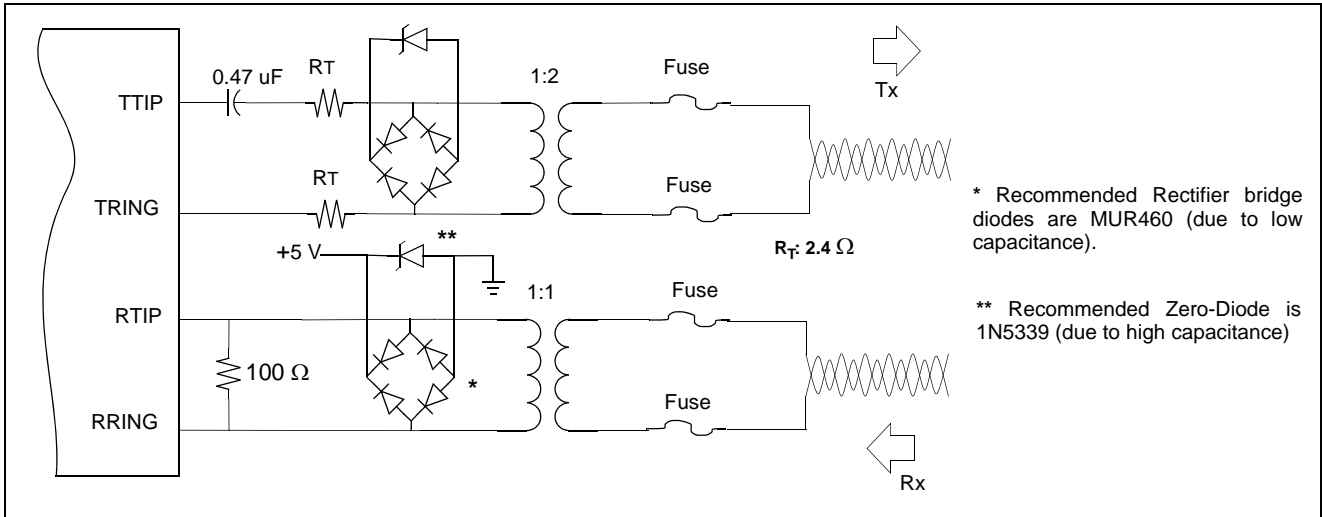 0.47 uF
RT
1:2
Fuse
Tx
TTIP
Fuse
RT
TRING
**
+5 V
RT: 2.4 Ω
* Recommended Rectifier bridge
diodes are MUR460 (due to low
capacitance).
** Recommended Zero-Diode is
1N5339 (due to high capacitance)
1:1
Fuse
RTIP
100 Ω
*
Fuse
RRING
Rx